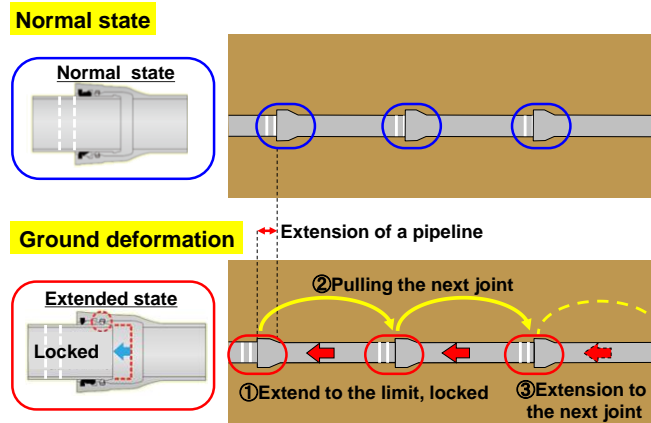 Normal state
Normal state
Extension of a pipeline
Ground deformation
Extended state
Locked
②Pulling the next joint
①Extend to the limit, locked
③Extension to
the next joint